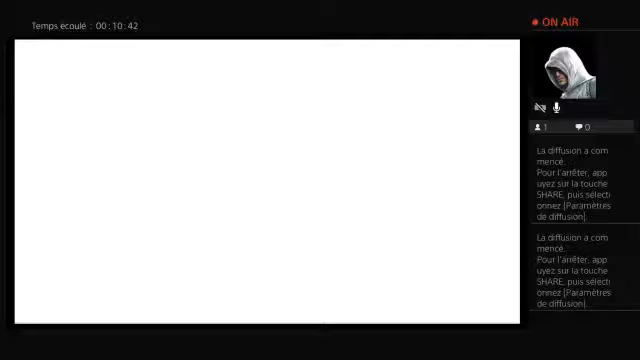 Temps écoulé : 00:10:42
ON AIR
1 0
La diffusion a com
mencé.
Pour l'arrêter, app
uyez sur la touche
SHARE, puis sélecti
onnez [Paramètres
de diffusion].
La diffusion a com
mencé.
Pour l'arrêter, app
uyez sur la touche
SHARE, puis sélecti
onnez [Paramètres
de diffusion].